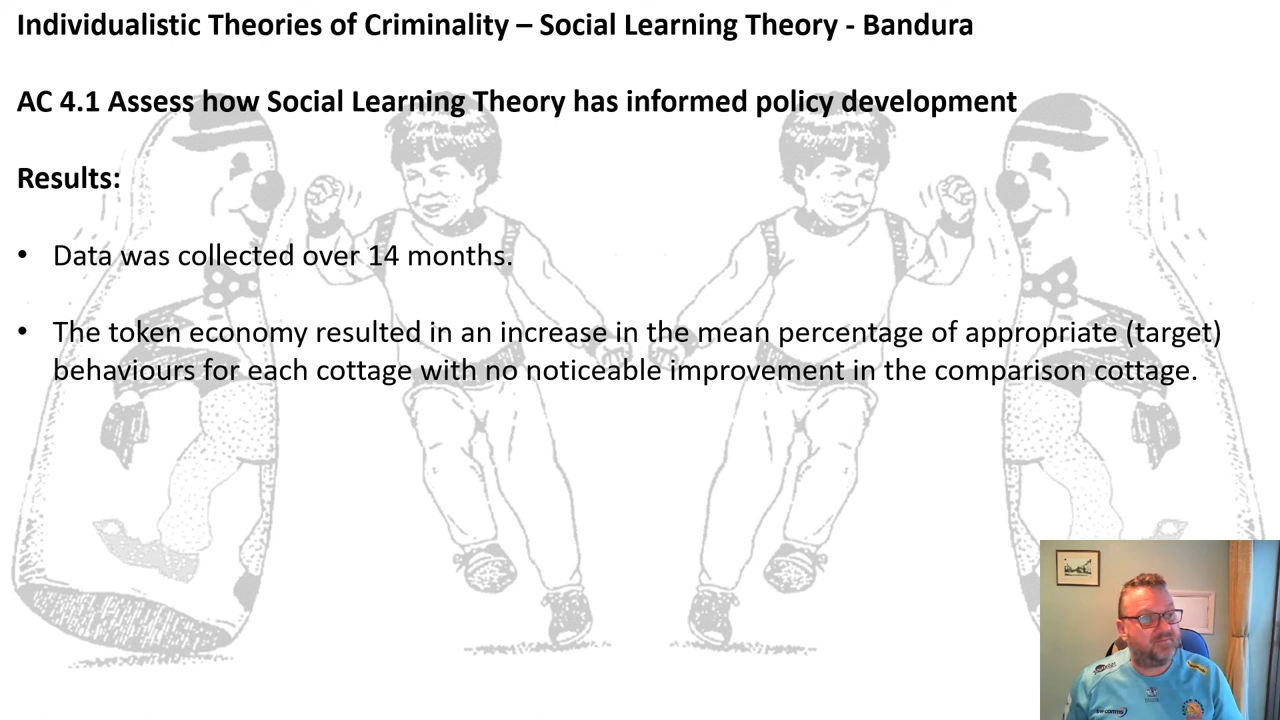 Individualistic Theories of Criminality – Social Learning Theory - Bandura
AC 4.1 Assess how Social Learning Theory has informed policy development
Results:
• Data was collected over 14 months.
• The token economy resulted in an increase in the mean percentage of appropriate (target)
behaviours for each cottage with no noticeable improvement in the comparison cottage.